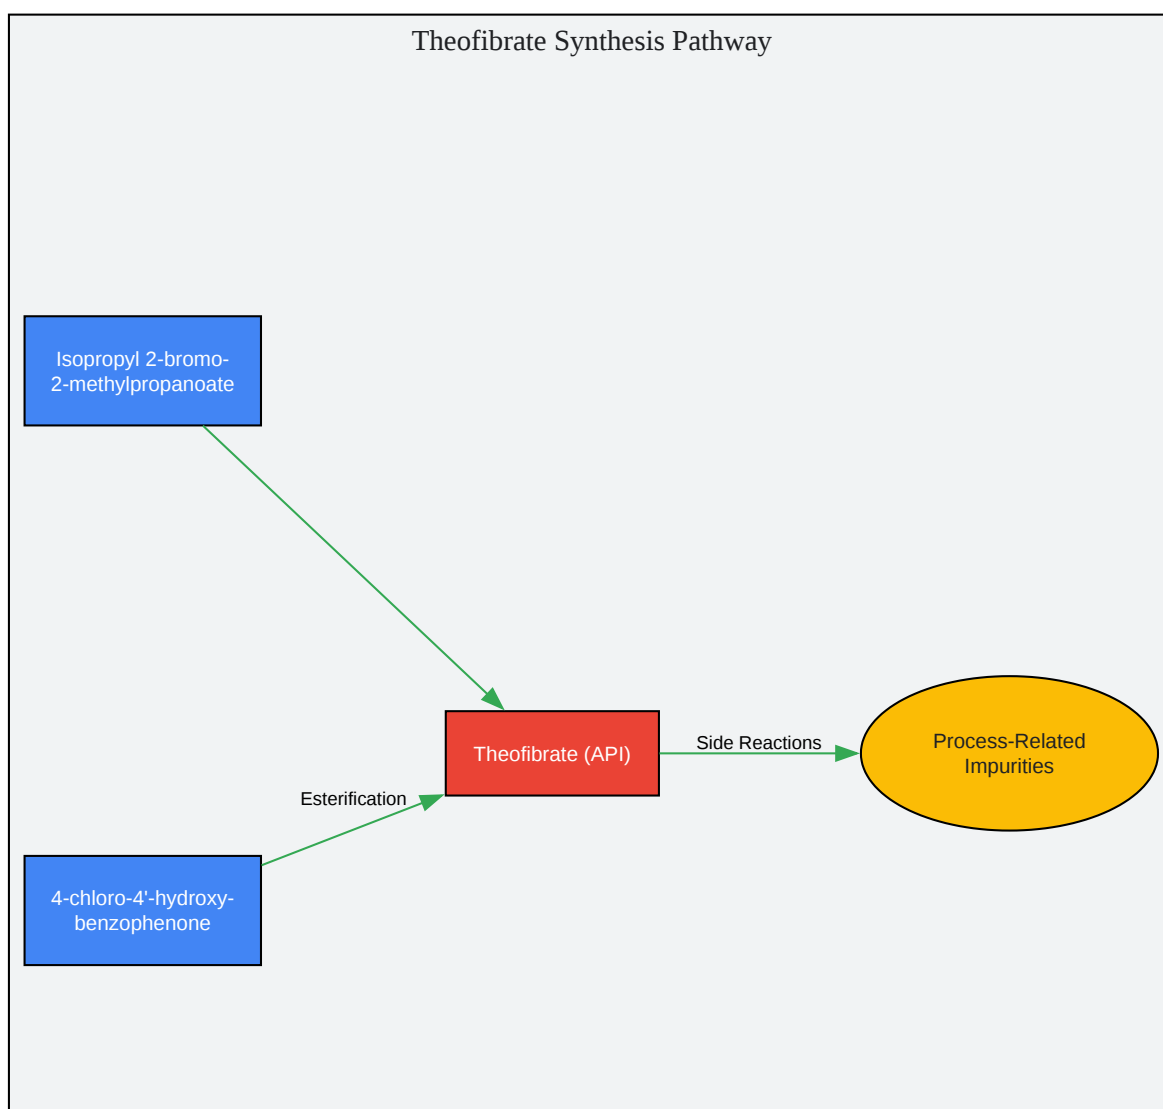 Theofibrate Synthesis Pathway
Isopropyl 2-bromo-
2-methylpropanoate
Theofibrate (API)
Side Reactions
Process-Related
Impurities
Esterification
4-chloro-4'-hydroxy-
benzophenone